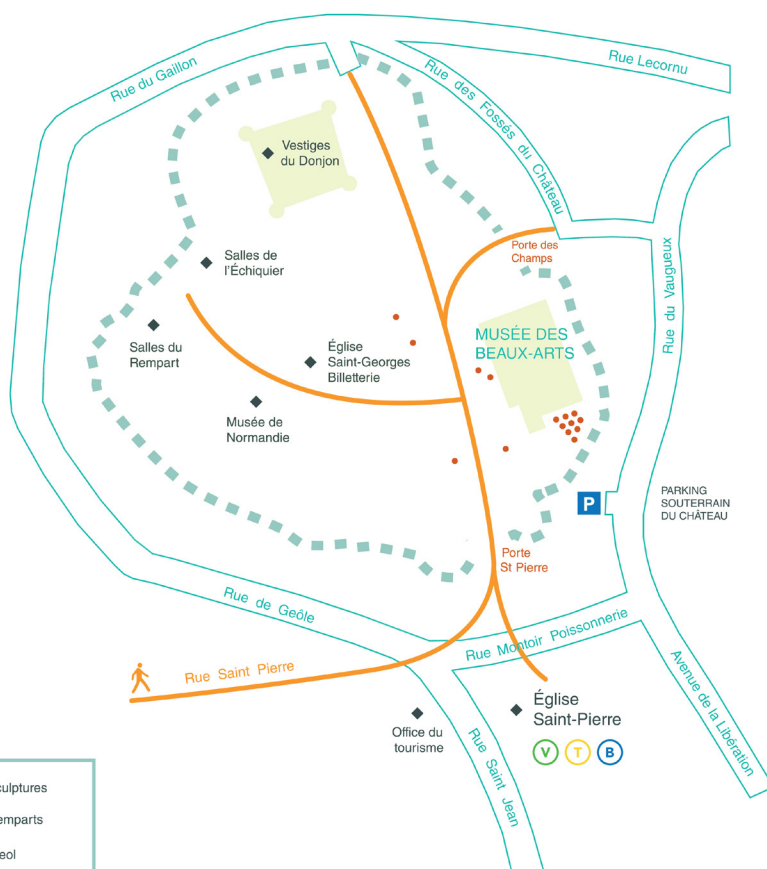 Rue Lecornu
Rue du Gaillon
Rue des Fossés du Château
Vestiges
du Donjon
Porte des
Champs
Salles de
l'Échiquier
Rue du Vaugueux
MUSÉE DES
BEAUX-ARTS
Salles du
Rempart
Église
Saint-Georges
Billetterie
Musée de
Normandie
P
PARKING
SOUTERRAIN
DU CHÂTEAU
Porte
St Pierre
Rue de Geôle
Rue Montoir Poissonnerie
Rue Saint Pierre
Avenue de la Libération
Église
Saint-Pierre
V T B
Office du
tourisme
Rue Saint Jean